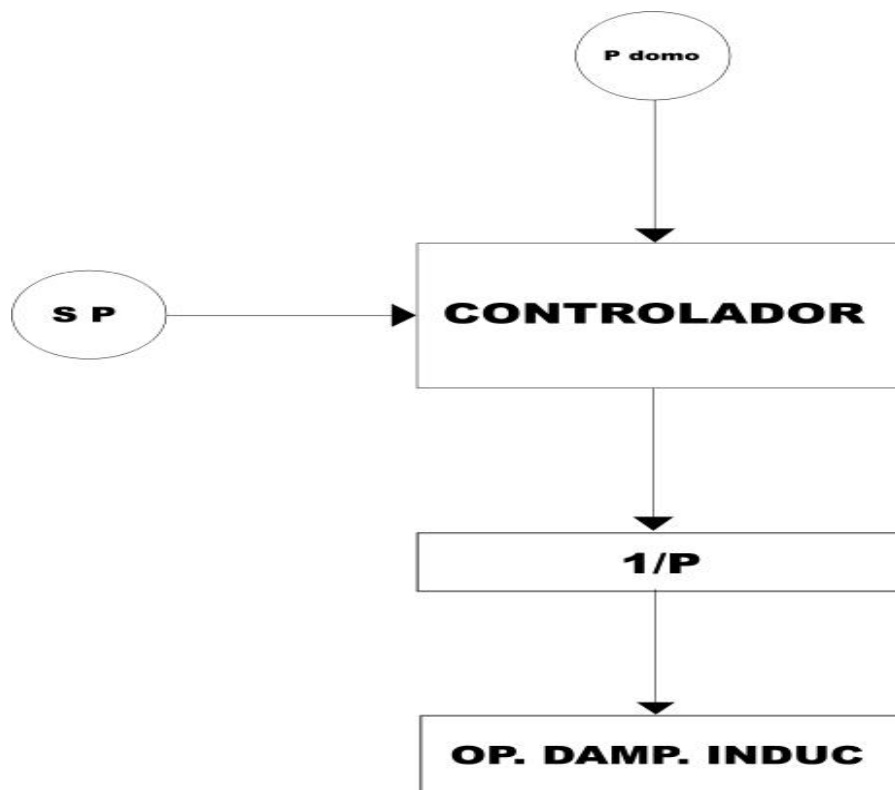 P domo
S P
CONTROLADOR
1/P
OP. DAMP. INDUC